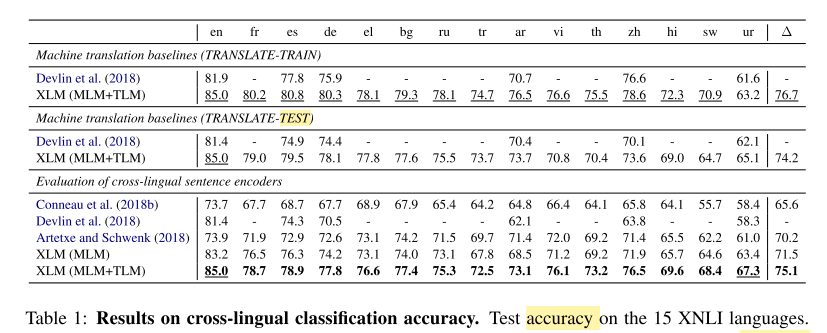 en fr es de el bg ru tr ar vi th zh hi sw ur Δ
Machine translation baselines (TRANSLATE-TRAIN)
Devlin et al. (2018) 81.9 - 77.8 75.9 - - - - 70.7 - - 76.6 - - 61.6 -
XLM (MLM+TLM) 85.0 80.2 80.8 80.3 78.1 79.3 78.1 74.7 76.5 76.6 75.5 78.6 72.3 70.9 63.2 76.7
Machine translation baselines (TRANSLATE-TEST)
Devlin et al. (2018) 81.4 - 74.9 74.4 - - - - 70.4 - - 70.1 - - 62.1 -
XLM (MLM+TLM) 85.0 79.0 79.5 78.1 77.8 77.6 75.5 73.7 73.7 70.8 70.4 73.6 69.0 64.7 65.1 74.2
Evaluation of cross-lingual sentence encoders
Conneau et al. (2018b) 73.7 67.7 68.7 67.7 68.9 67.9 65.4 64.2 64.8 66.4 64.1 65.8 64.1 55.7 58.4 65.6
Devlin et al. (2018) 81.4 - 74.3 70.5 - - - - 62.1 - - 63.8 - - 58.3 -
Artetxe and Schwenk (2018) 73.9 71.9 72.9 72.6 73.1 74.2 71.5 69.7 71.4 72.0 69.2 71.4 65.5 62.2 61.0 70.2
XLM (MLM) 83.2 76.5 76.3 74.2 73.1 74.0 73.1 67.8 68.5 71.2 69.2 71.9 65.7 64.6 63.4 71.5
XLM (MLM+TLM) 85.0 78.7 78.9 77.8 76.6 77.4 75.3 72.5 73.1 76.1 73.2 76.5 69.6 68.4 67.3 75.1
Table 1: Results on cross-lingual classification accuracy. Test accuracy on the 15 XNLI languages.